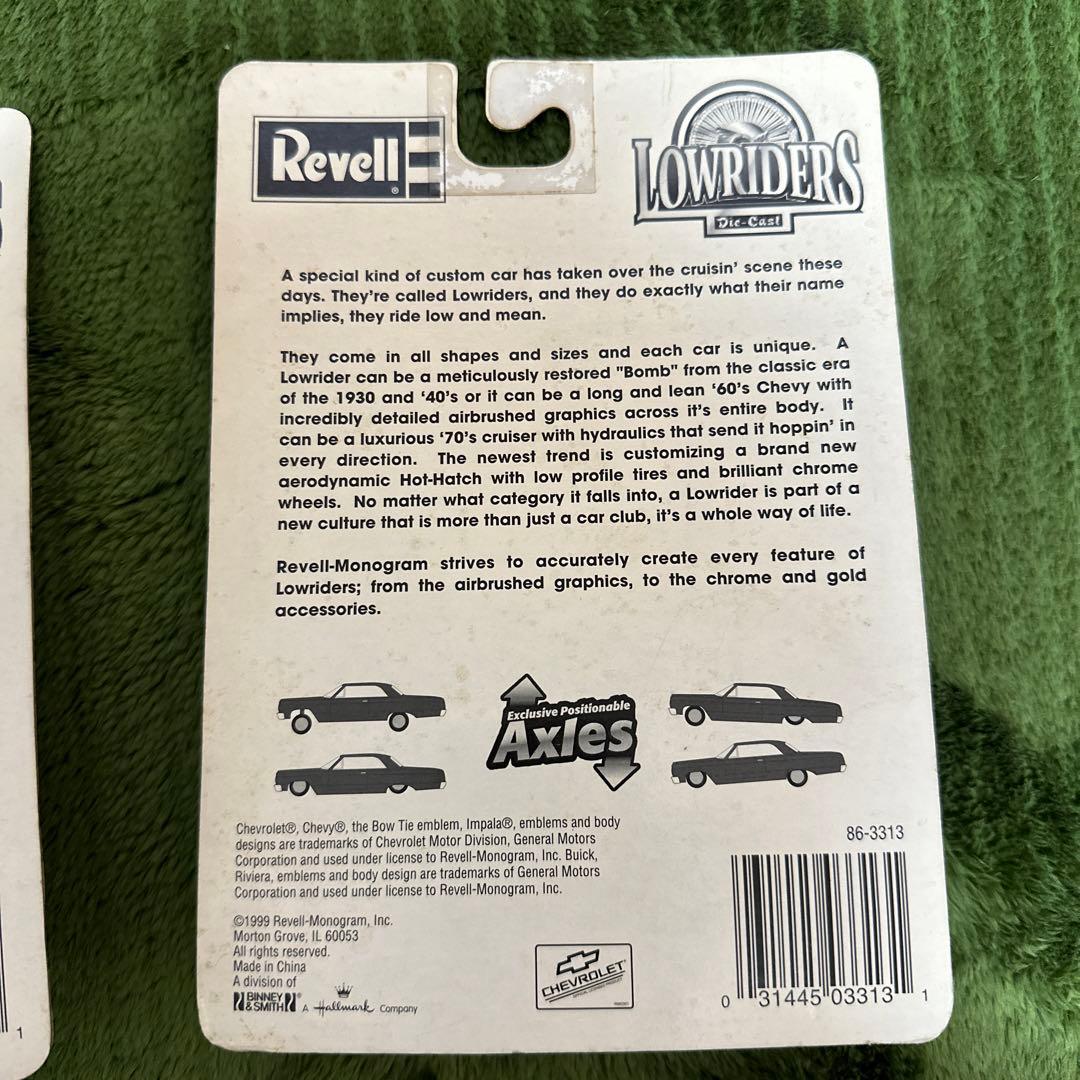 Revell®
LOWRIDERS
Die-Cast
A special kind of custom car has taken over the cruisin' scene these
days. They're called Lowriders, and they do exactly what their name
implies, they ride low and mean.
They come in all shapes and sizes and each car is unique. A
Lowrider can be a meticulously restored "Bomb" from the classic era
of the 1930 and '40's or it can be a long and lean '60's Chevy with
incredibly detailed airbrushed graphics across it's entire body. It
can be a luxurious '70's cruiser with hydraulics that send it hoppin' in
every direction. The newest trend is customizing a brand new
aerodynamic Hot-Hatch with low profile tires and brilliant chrome
wheels. No matter what category it falls into, a Lowrider is part of a
new culture that is more than just a car club, it's a whole way of life.
Revell-Monogram strives to accurately create every feature of
Lowriders; from the airbrushed graphics, to the chrome and gold
accessories.
Exclusive Positionable
Axles
Chevrolet®, Chevy®, the Bow Tie emblem, Impala®, emblems and body
designs are trademarks of Chevrolet Motor Division, General Motors
Corporation and used under license to Revell-Monogram, Inc. Buick,
Riviera, emblems and body design are trademarks of General Motors
Corporation and used under license to Revell-Monogram, Inc.
©1999 Revell-Monogram, Inc.
Morton Grove, IL 60053
All rights reserved.
Made in China
A division of
BINNEY
& SMITH® A Hallmark Company
CHEVROLET
86-3313
0 31445 03313 1
1